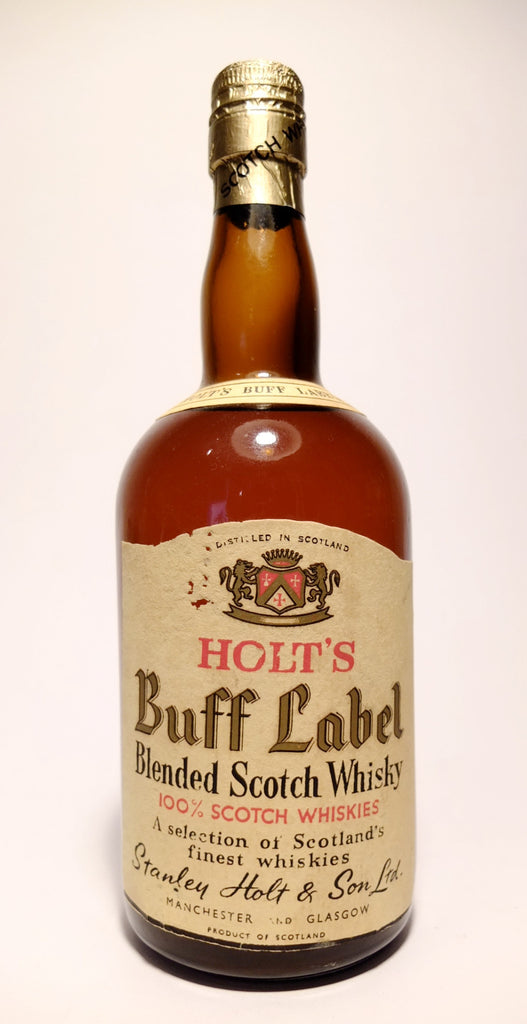 SCOTCH
HOLT'S BUFF LABEL
DISTILLED IN SCOTLAND
HOLT'S
Buff Label
Blended Scotch Whisky
100% SCOTCH WHISKIES
A selection of Scotland's
finest whiskies
Stanley Holt & Son Ltd.
MANCHESTER AND GLASGOW
PRODUCT OF SCOTLAND